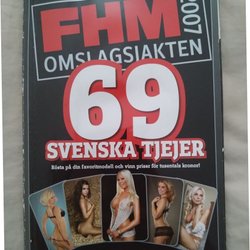 FHM
2007
OMSLAGSJAKTEN
69
SVENSKA TJEJER
Rösta på din favoritmodell och vinn priser för tusentals kronor!